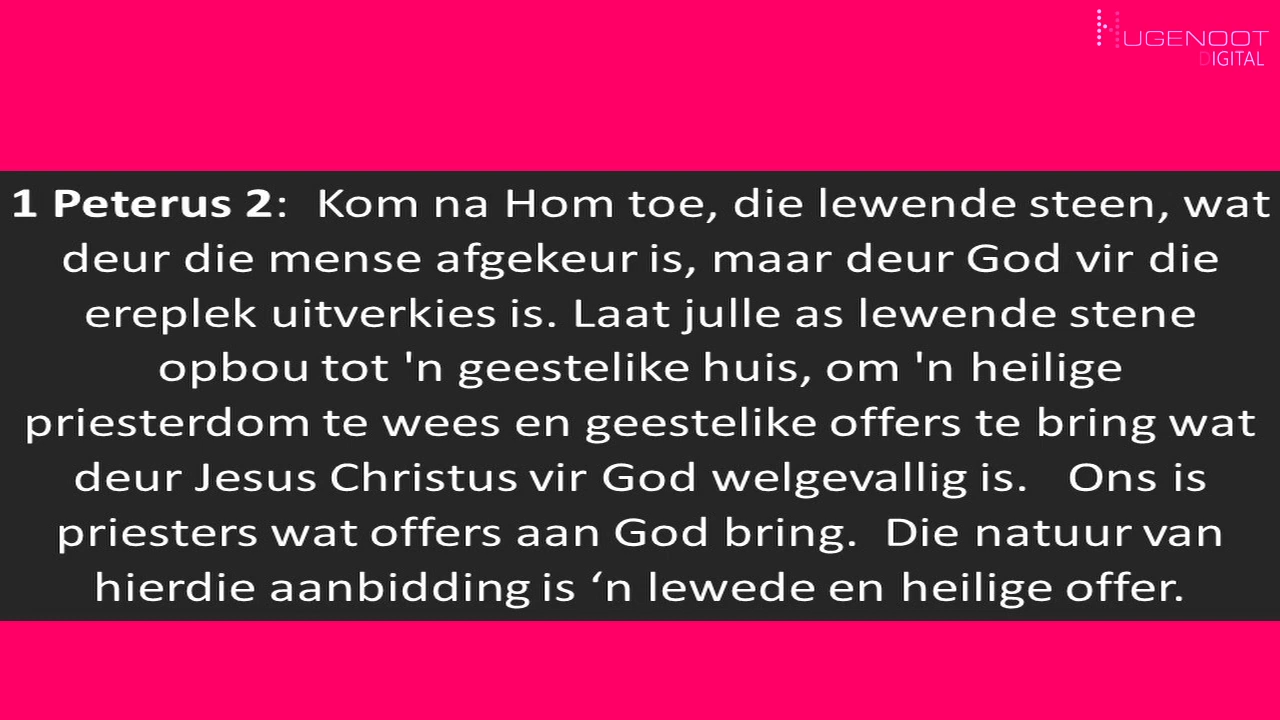 HUGENOOT
DIGITAL
1 Peterus 2:  Kom na Hom toe, die lewende steen, wat
deur die mense afgekeur is, maar deur God vir die
ereplek uitverkies is. Laat julle as lewende stene
opbou tot 'n geestelike huis, om 'n heilige
priesterdom te wees en geestelike offers te bring wat
deur Jesus Christus vir God welgevallig is.   Ons is
priesters wat offers aan God bring.  Die natuur van
hierdie aanbidding is ‘n lewede en heilige offer.